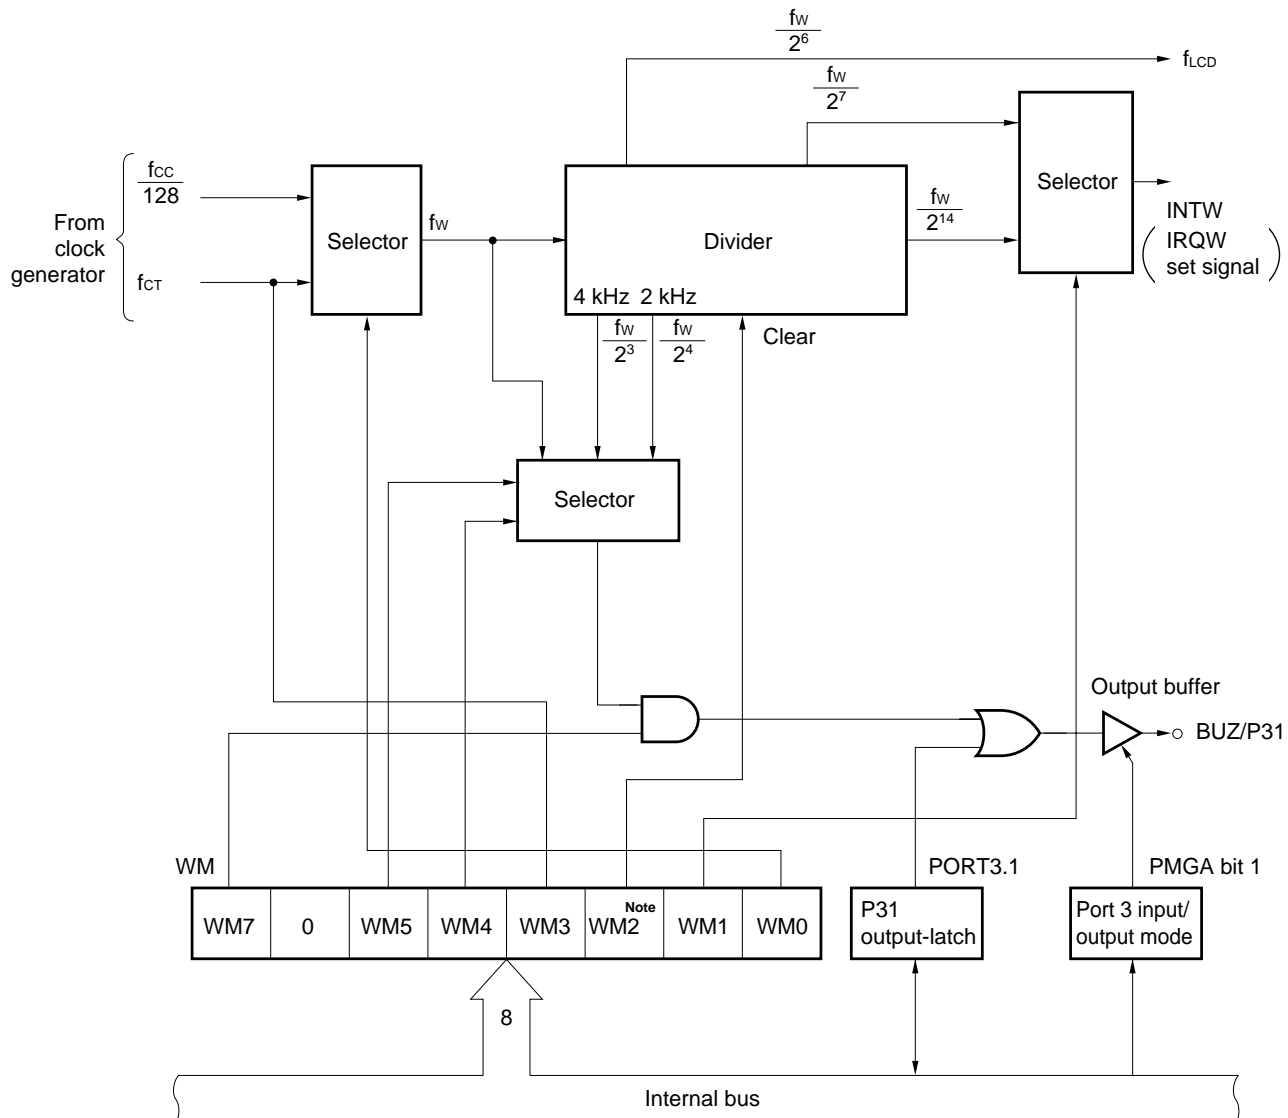 fW
2^6
fLCD
fW
2^7
fCC
128
From
clock
generator
fCT
Selector
fW
Divider
fW
2^14
4 kHz 2 kHz
Selector
INTW
IRQW
set signal
fW
2^3
fW
2^4
Clear
Selector
Output buffer
BUZ/P31
WM
PORT3.1
PMGA bit 1
WM7 0 WM5 WM4 WM3 WM2 Note WM1 WM0
P31
output-latch
Port 3 input/
output mode
8
Internal bus